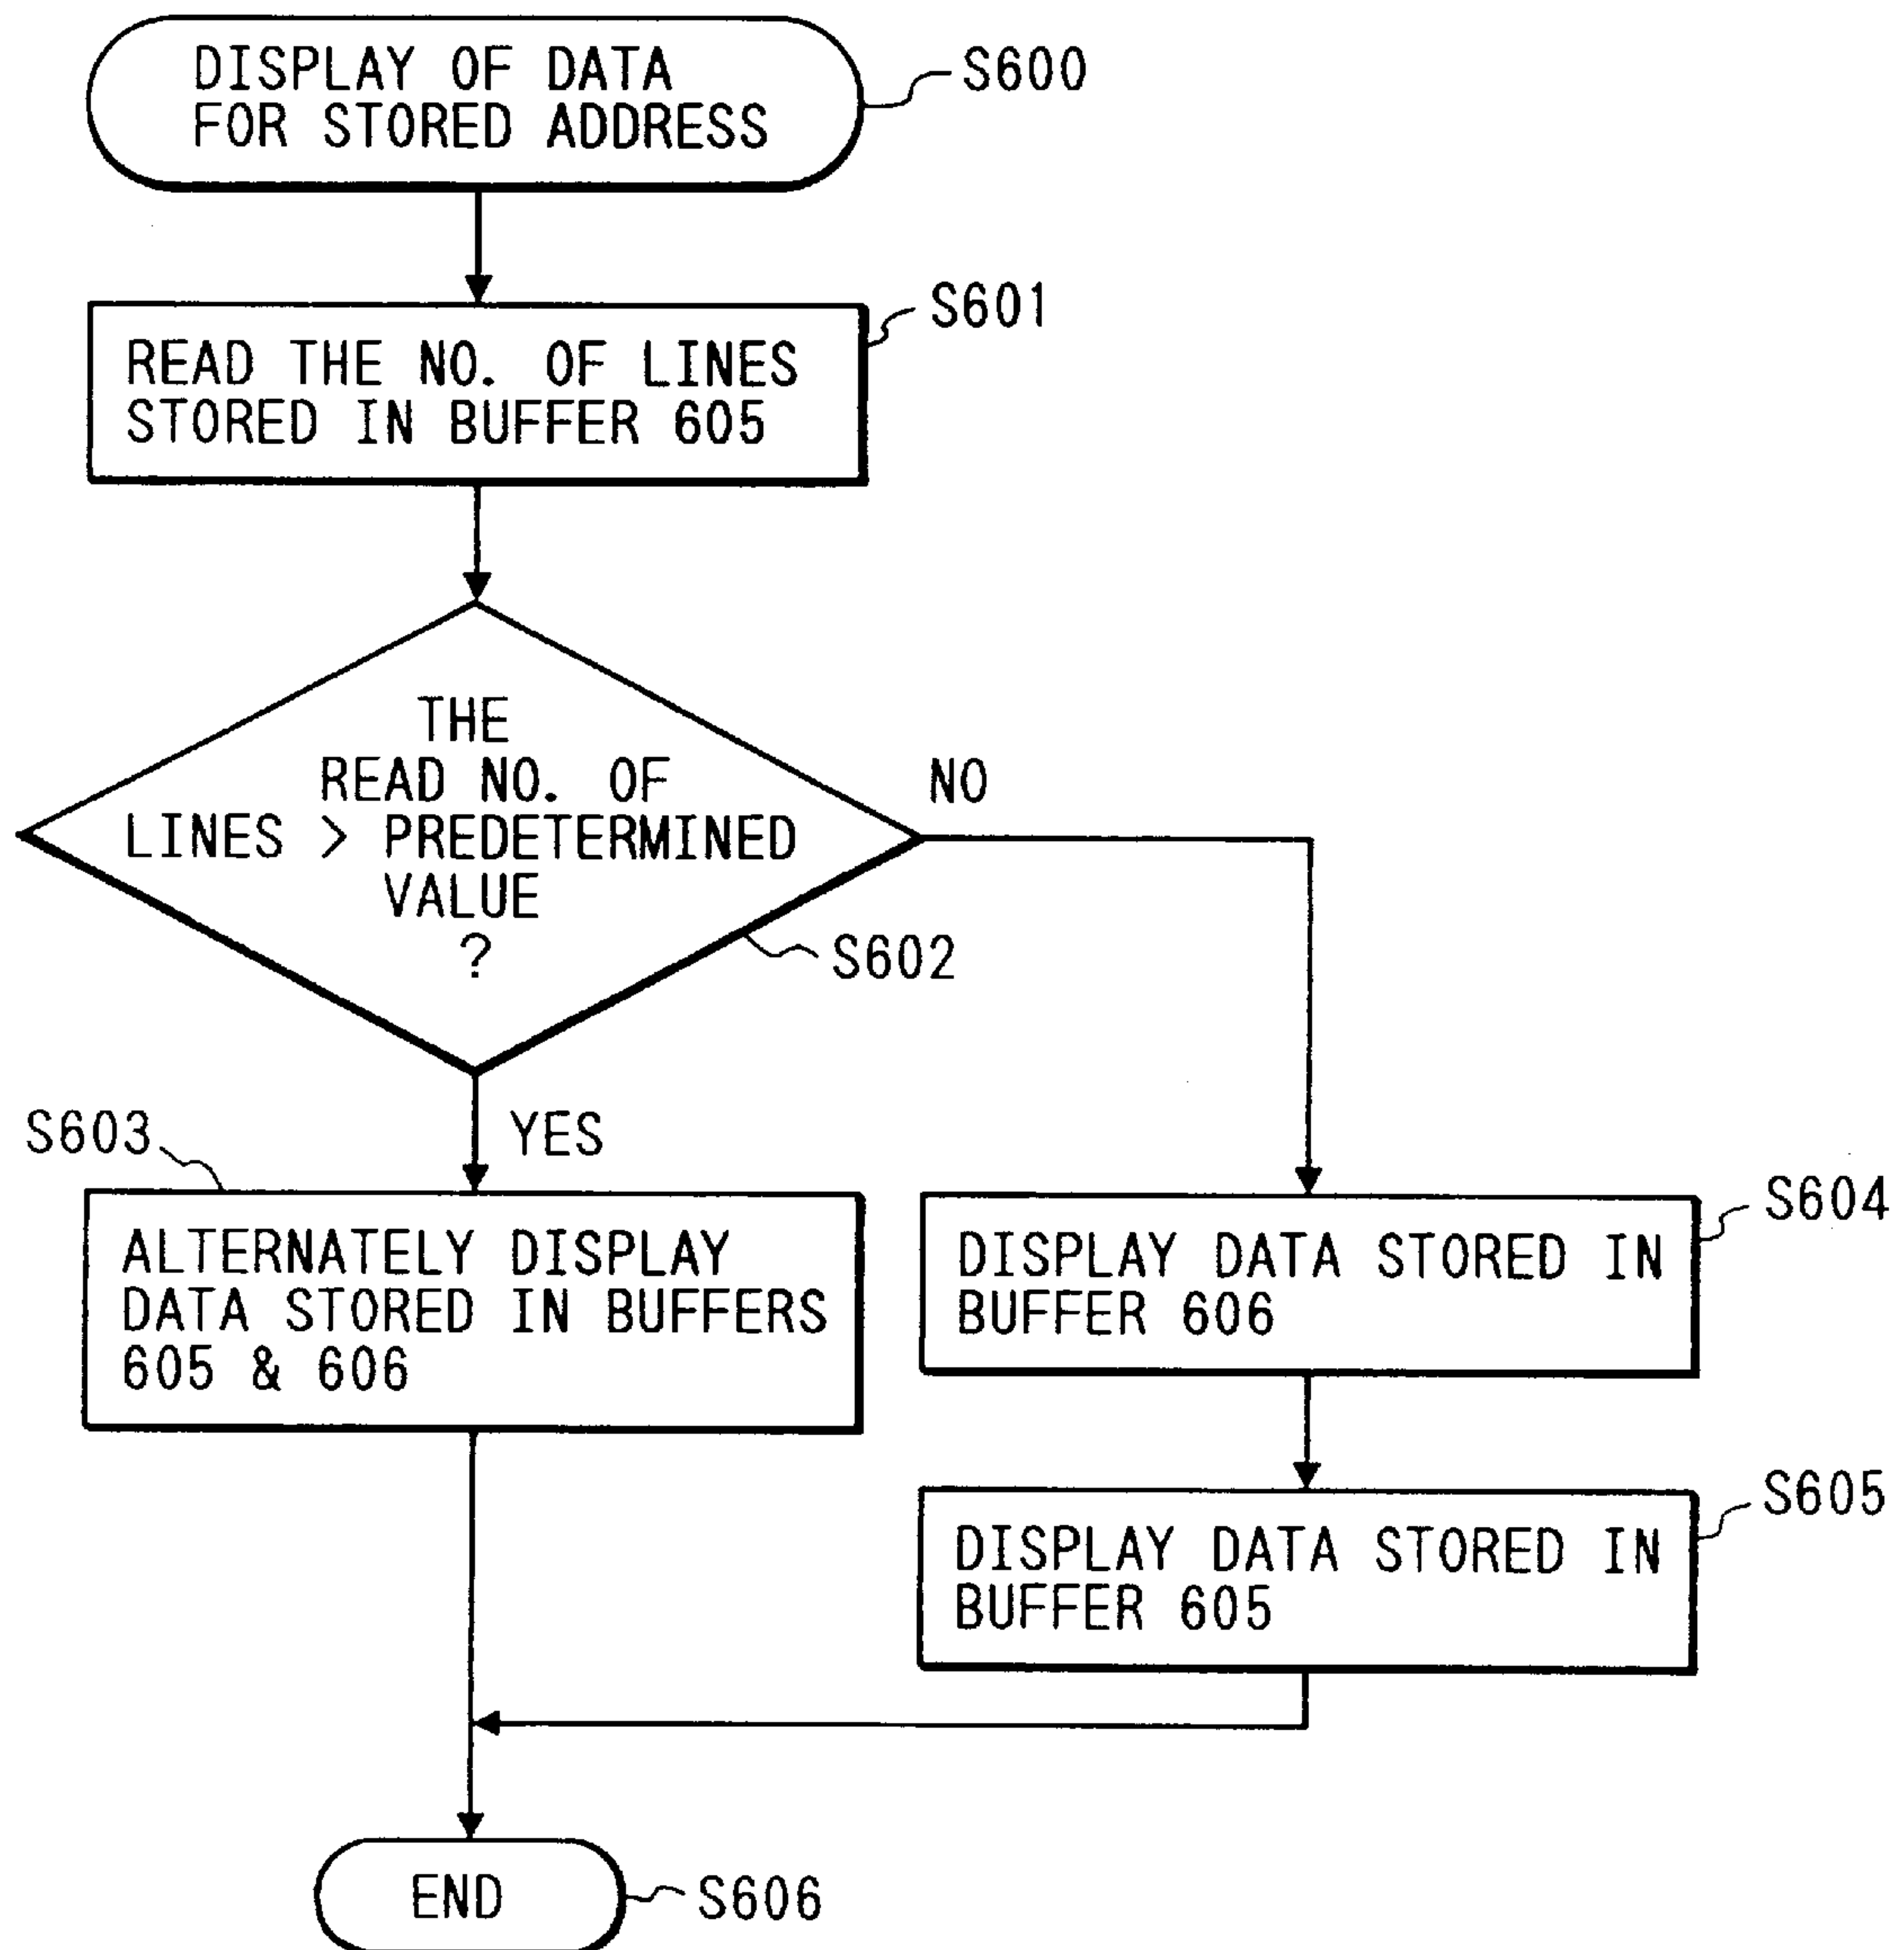 DISPLAY OF DATA
FOR STORED ADDRESS
S600
READ THE NO. OF LINES
STORED IN BUFFER 605
S601
THE
READ NO. OF
LINES > PREDETERMINED
VALUE
?
S602
NO
YES
S603
ALTERNATELY DISPLAY
DATA STORED IN BUFFERS
605 & 606
S604
DISPLAY DATA STORED IN
BUFFER 606
S605
DISPLAY DATA STORED IN
BUFFER 605
END
S606